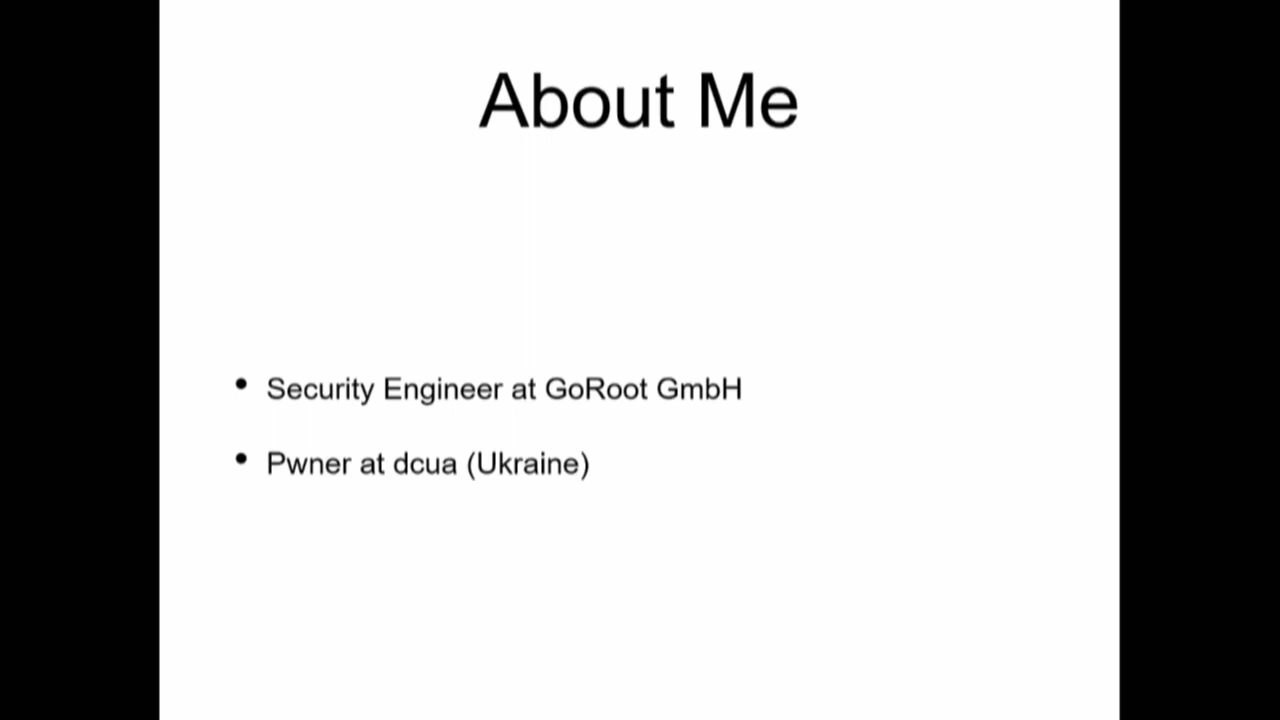 About Me
• Security Engineer at GoRoot GmbH
• Pwner at dcua (Ukraine)